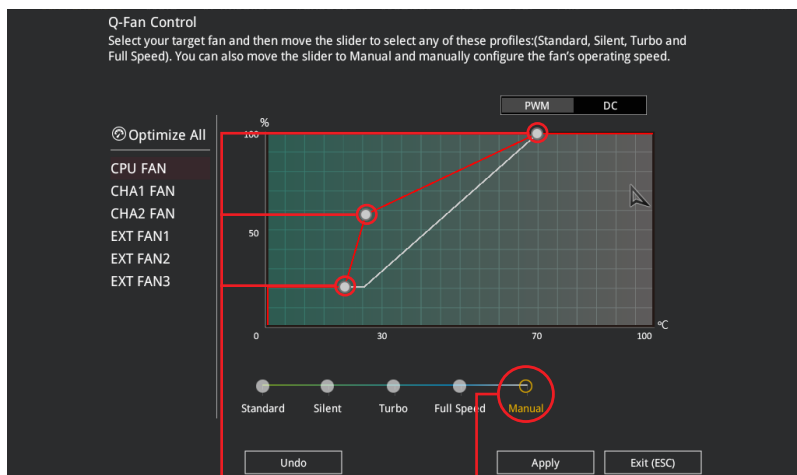 Q-Fan Control
Select your target fan and then move the slider to select any of these profiles:(Standard, Silent, Turbo and
Full Speed). You can also move the slider to Manual and manually configure the fan's operating speed.
PWM DC
%
Optimize All
100
CPU FAN
CHA1 FAN
CHA2 FAN
50
EXT FAN1
EXT FAN2
EXT FAN3
°C
0 30 70 100
Standard Silent Turbo Full Speed Manual
Undo Apply Exit (ESC)